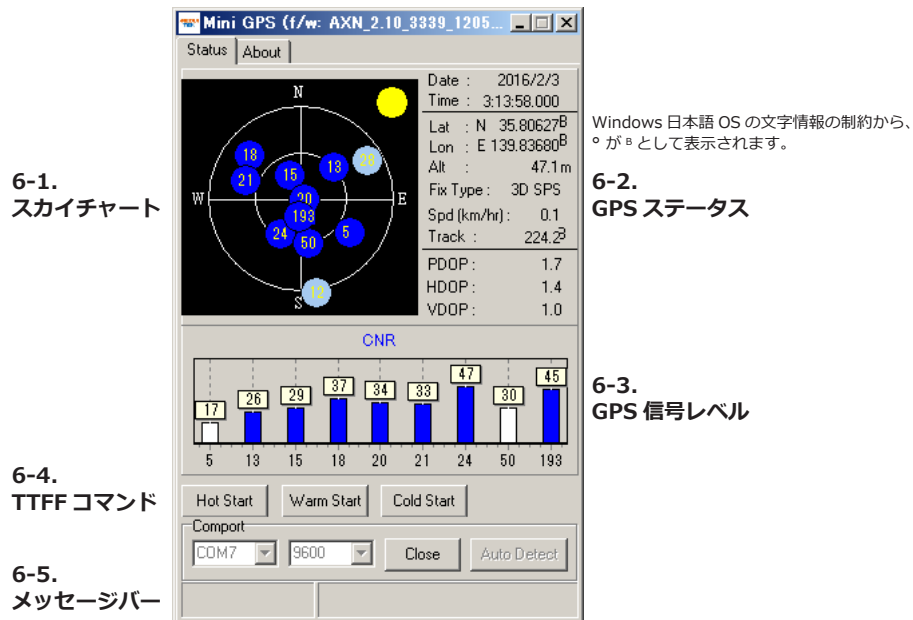 Mini GPS (f/w: AXN_2.10_3339_1205...
Status About
N
W
E
S
18
21
15
13
28
20
193
24
50
5
12
Date : 2016/2/3
Time : 3:13:58.000
Lat : N 35.80627B
Lon : E 139.83680B
Alt : 47.1 m
Fix Type : 3D SPS
Spd (km/hr) : 0.1
Track : 224.2B
PDOP : 1.7
HDOP : 1.4
VDOP : 1.0
Windows 日本語 OS の文字情報の制約から、
° が B として表示されます。
6-1.
スカイチャート
6-2.
GPS ステータス
CNR
17 26 29 37 34 33 47 30 45
5 13 15 18 20 21 24 50 193
6-3.
GPS 信号レベル
6-4.
TTFF コマンド
Hot Start Warm Start Cold Start
Comport
COM7 9600 Close Auto Detect
6-5.
メッセージバー